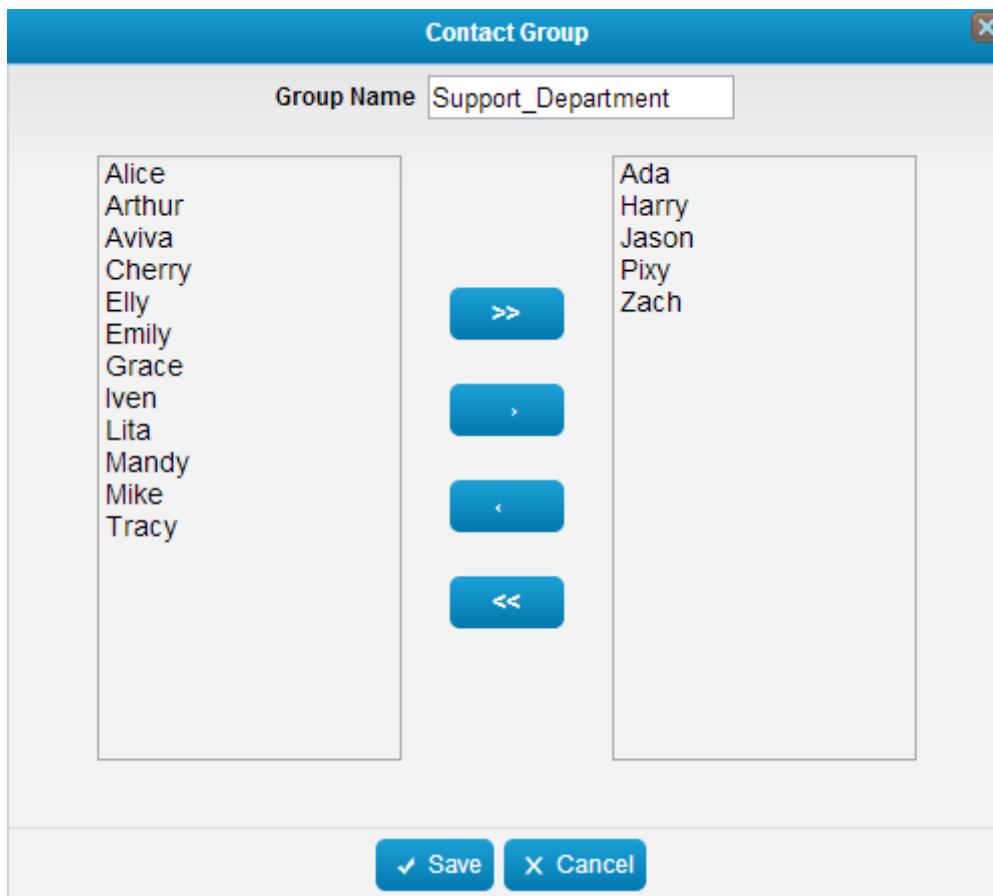 Contact Group
Group Name Support_Department
Alice
Arthur
Aviva
Cherry
Elly
Emily
Grace
Iven
Lita
Mandy
Mike
Tracy
>>
›
‹
<<
Ada
Harry
Jason
Pixy
Zach
Save
Cancel